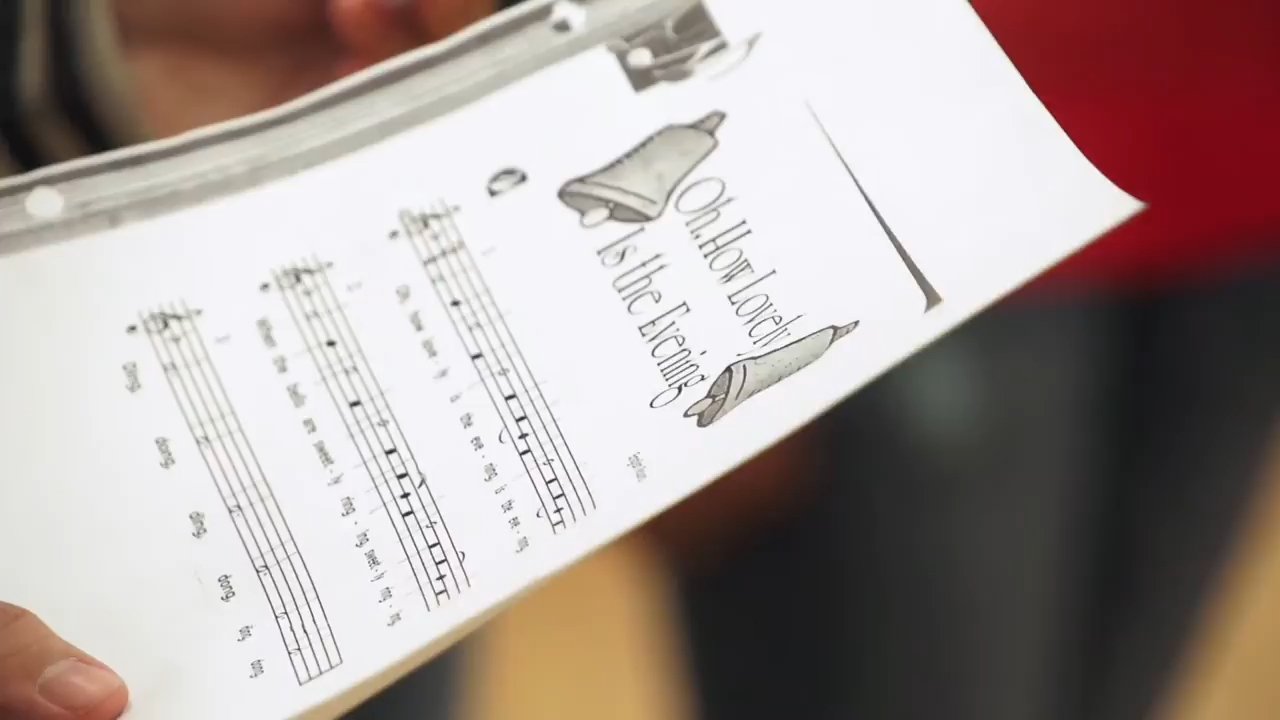 Oh, How Lovely
Is the Evening
Oh, how love - ly is the eve - ning is the eve - ning
When the bells are sweet - ly ring - ing sweet - ly ring - ing
Ding, dong, ding, dong, ding dong.